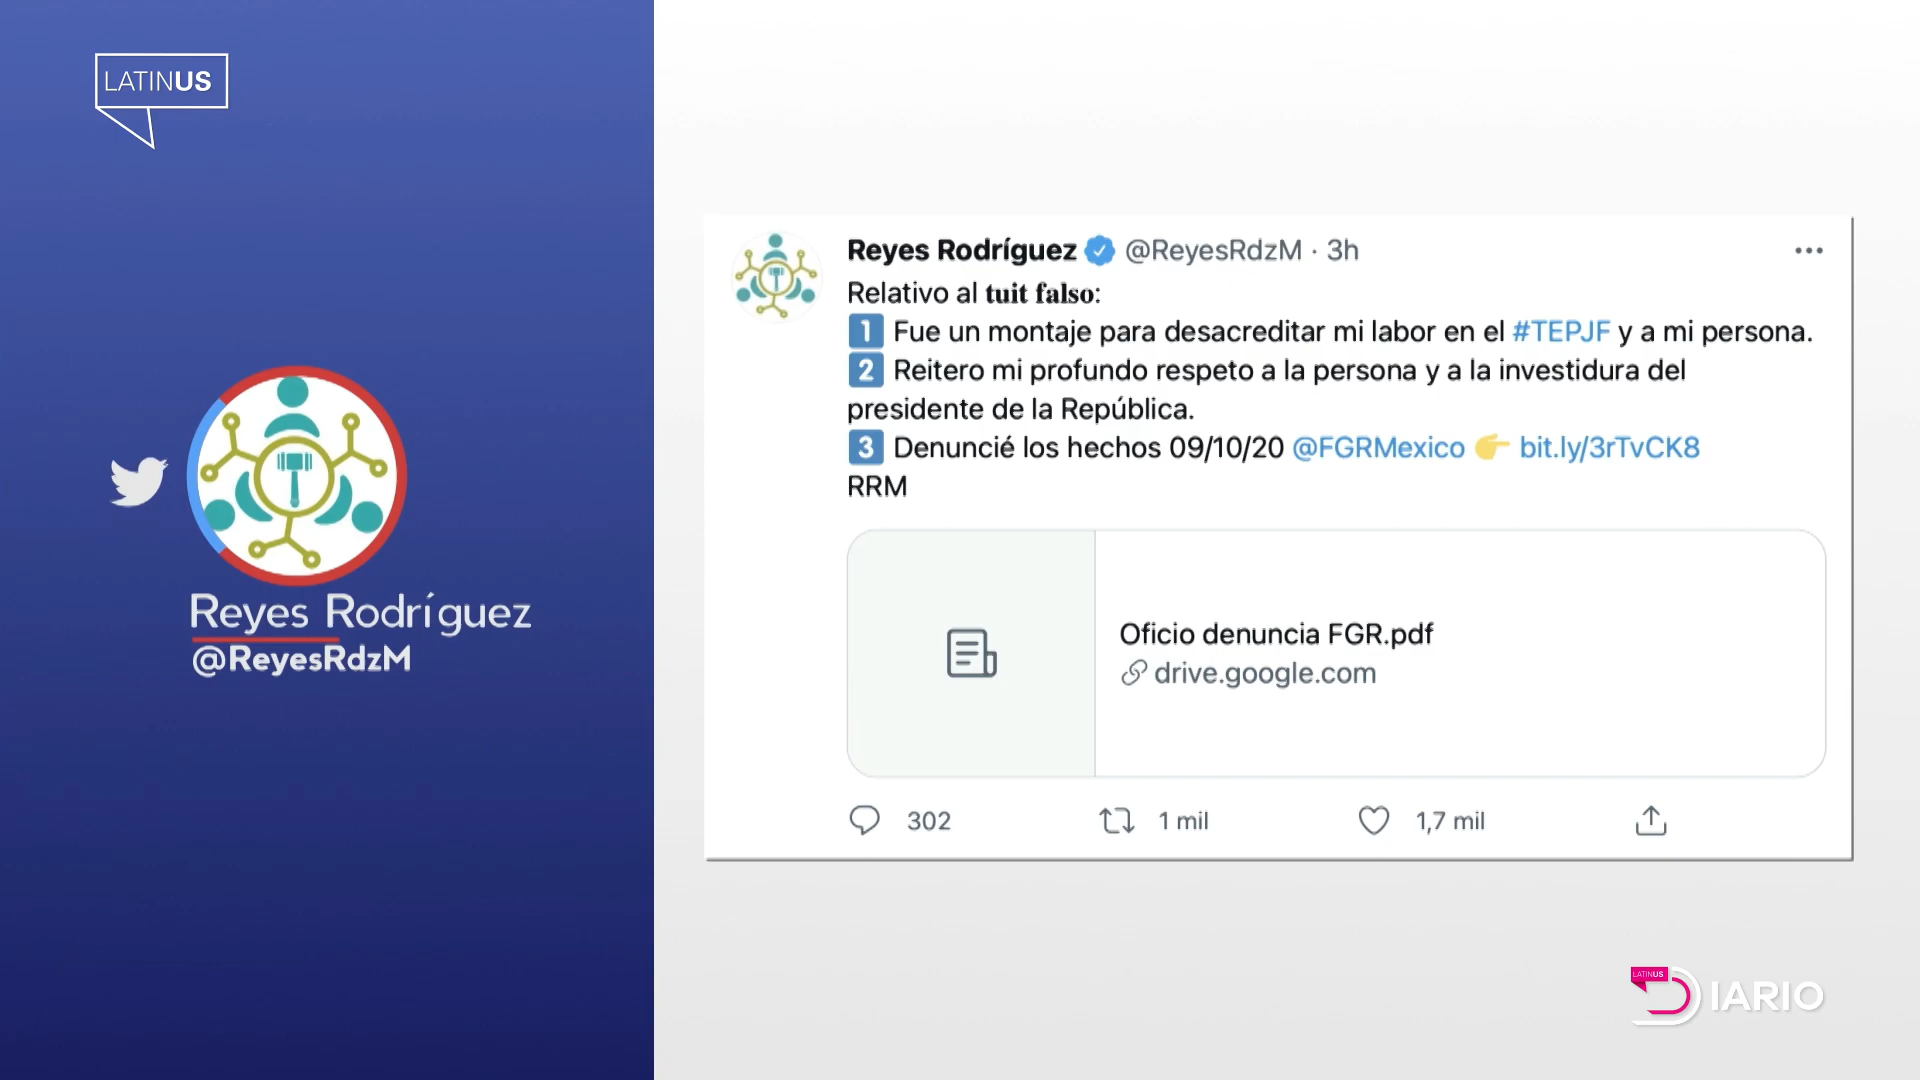 LATINUS
Reyes Rodríguez
@ReyesRdzM
Reyes Rodríguez @ReyesRdzM · 3h
Relativo al tuit falso:
1 Fue un montaje para desacreditar mi labor en el #TEPJF y a mi persona.
2 Reitero mi profundo respeto a la persona y a la investidura del
presidente de la República.
3 Denuncié los hechos 09/10/20 @FGRMexico 👉 bit.ly/3rTvCK8
RRM
Oficio denuncia FGR.pdf
drive.google.com
302 1 mil 1,7 mil
LATINUS
DIARIO